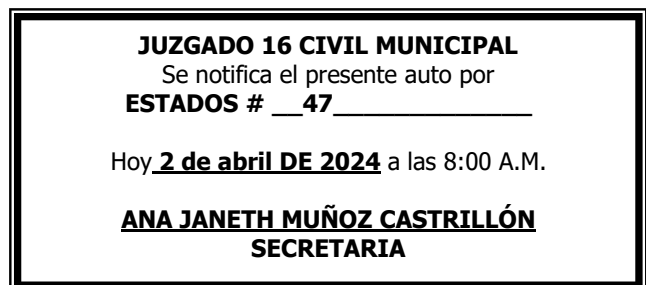 JUZGADO 16 CIVIL MUNICIPAL
Se notifica el presente auto por
ESTADOS # __47________________
Hoy 2 de abril DE 2024 a las 8:00 A.M.
ANA JANETH MUÑOZ CASTRILLÓN
SECRETARIA